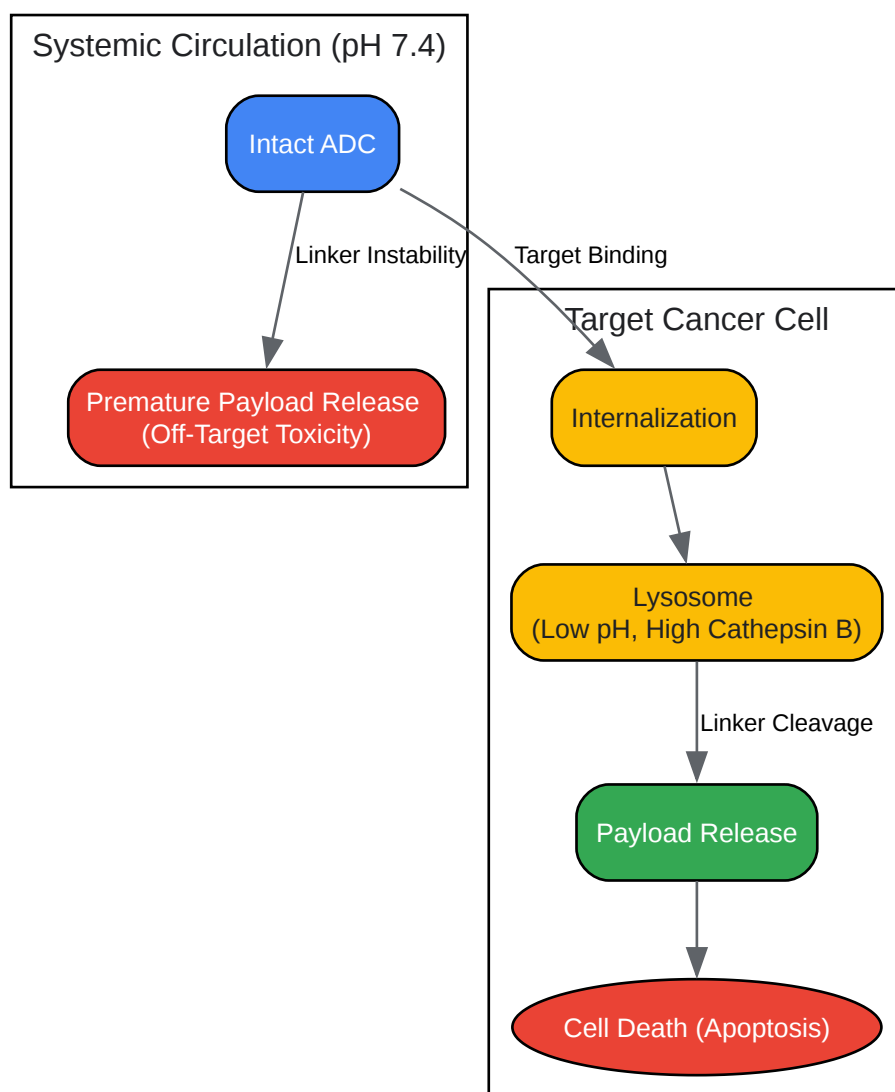 Systemic Circulation (pH 7.4)
Intact ADC
Linker Instability
Target Binding
Premature Payload Release
(Off-Target Toxicity)
Target Cancer Cell
Internalization
Lysosome
(Low pH, High Cathepsin B)
Linker Cleavage
Payload Release
Cell Death (Apoptosis)